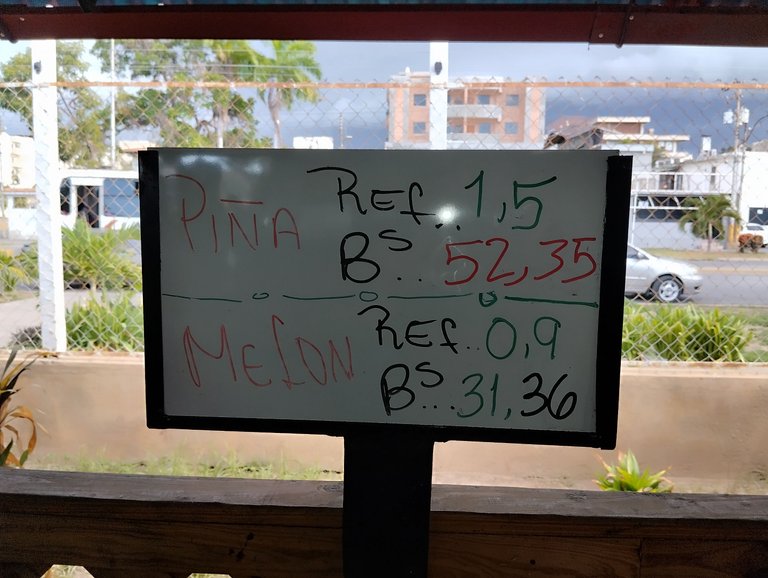 PIÑA Ref..1,5
Bs.. 52,35
MELON Ref..0,9
Bs...31,36